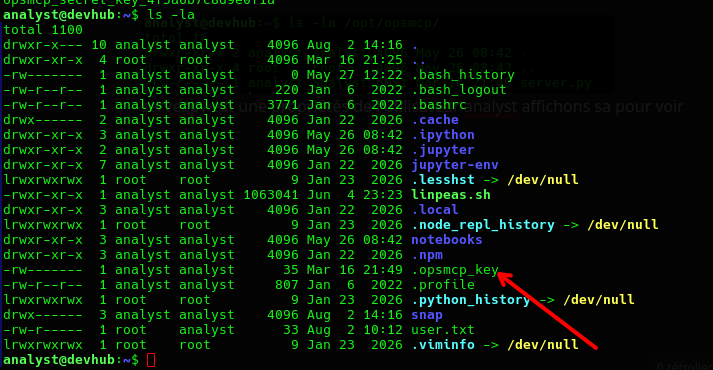 opsmcp_secret_key_4f5a6b7c8d9e0f1a
analyst@devhub:~$ ls -la
total 1100
drwxr-x--- 10 analyst analyst    4096 Aug  2 14:16 .
drwxr-xr-x  4 root    root       4096 Mar 16 21:25 ..
-rw-------  1 analyst analyst       0 May 27 12:22 .bash_history
-rw-r--r--  1 analyst analyst     220 Jan  6  2022 .bash_logout
-rw-r--r--  1 analyst analyst    3771 Jan  6  2022 .bashrc
drwx------  2 analyst analyst    4096 Jan 22  2026 .cache
drwxr-xr-x  3 analyst analyst    4096 May 26 08:42 .ipython
drwxr-xr-x  2 analyst analyst    4096 May 26 08:42 .jupyter
drwxr-xr-x  7 analyst analyst    4096 Jan 22  2026 jupyter-env
lrwxrwxrwx  1 root    root          9 Jan 23  2026 .lesshst -> /dev/null
-rwxr-xr-x  1 analyst analyst 1063041 Jun  4 23:23 linpeas.sh
drwxr-xr-x  3 analyst analyst    4096 Jan 22  2026 .local
lrwxrwxrwx  1 root    root          9 Jan 23  2026 .node_repl_history -> /dev/null
drwxr-xr-x  3 analyst analyst    4096 May 26 08:42 notebooks
drwxr-xr-x  3 analyst analyst    4096 Jan 22  2026 .npm
-rw-------  1 analyst analyst      35 Mar 16 21:49 .opsmcp_key
-rw-r--r--  1 analyst analyst     807 Jan  6  2022 .profile
lrwxrwxrwx  1 root    root          9 Jan 23  2026 .python_history -> /dev/null
drwx------  3 analyst analyst    4096 Aug  2 14:16 snap
-rw-r-----  1 root    analyst      33 Aug  2 10:12 user.txt
lrwxrwxrwx  1 root    root          9 Jan 23  2026 .viminfo -> /dev/null
analyst@devhub:~$